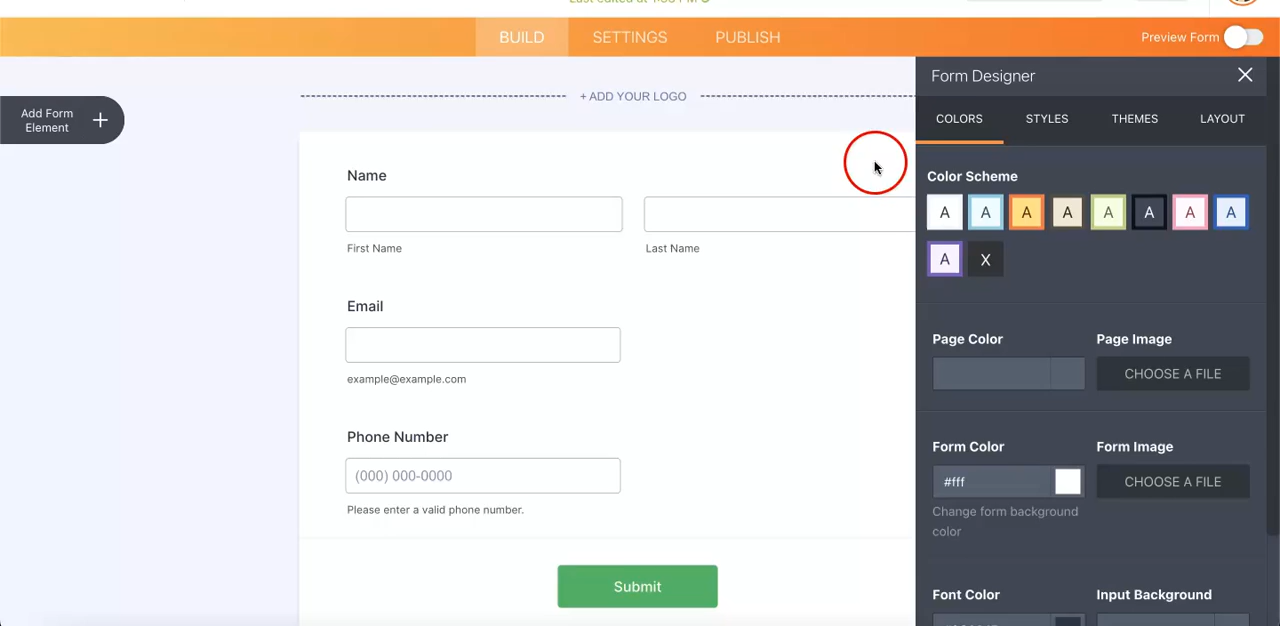 BUILD
SETTINGS
PUBLISH
Preview Form
Add Form
Element
+ ADD YOUR LOGO
Name
First Name
Last Name
Email
example@example.com
Phone Number
(000) 000-0000
Please enter a valid phone number.
Submit
Form Designer
COLORS
STYLES
THEMES
LAYOUT
Color Scheme
A A A A A A A A
A X
Page Color
Page Image
CHOOSE A FILE
Form Color
Form Image
#fff
CHOOSE A FILE
Change form background
color
Font Color
Input Background